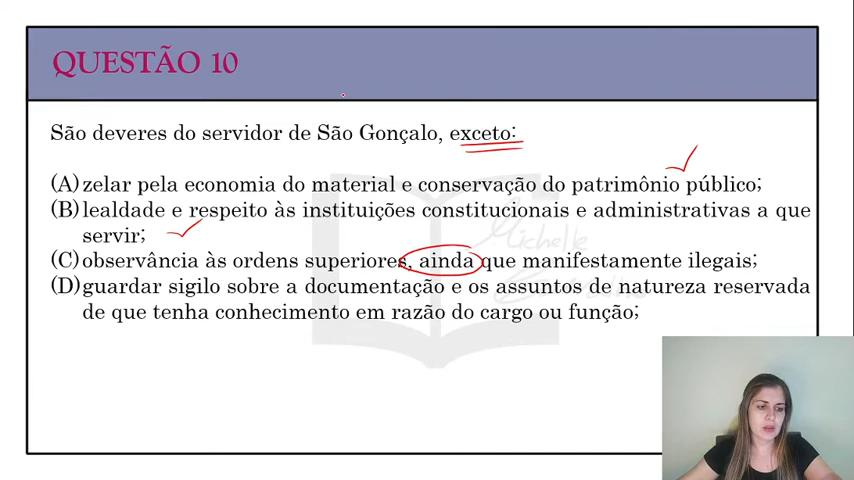 QUESTÃO 10
São deveres do servidor de São Gonçalo, exceto:
(A) zelar pela economia do material e conservação do patrimônio público;
(B) lealdade e respeito às instituições constitucionais e administrativas a que
servir;
(C) observância às ordens superiores, ainda que manifestamente ilegais;
(D) guardar sigilo sobre a documentação e os assuntos de natureza reservada
de que tenha conhecimento em razão do cargo ou função;
Michelle